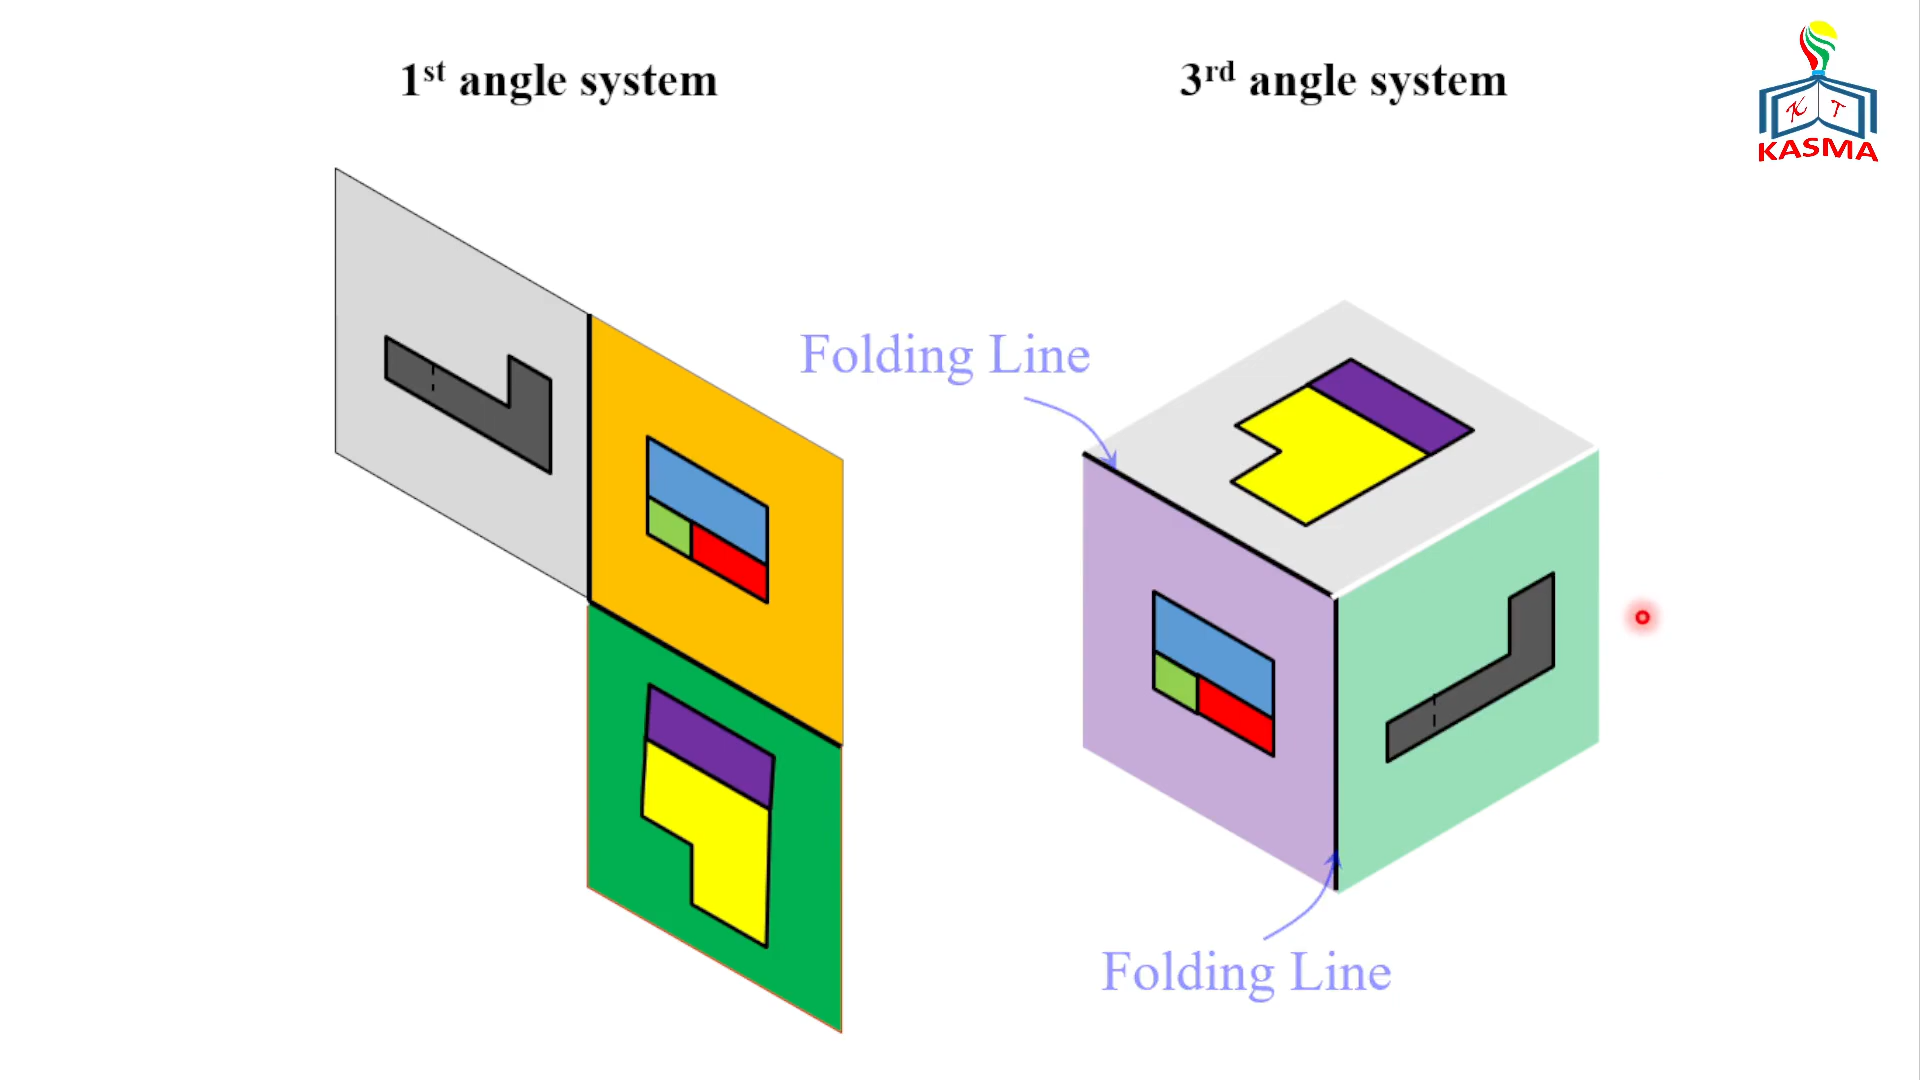 1st angle system
3rd angle system
K T
KASMA
Folding Line
Folding Line